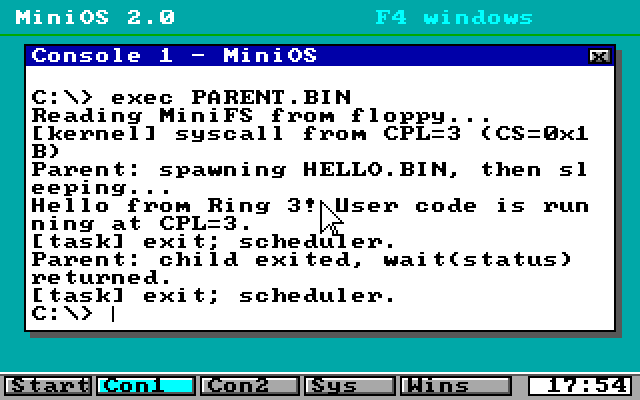 MiniOS 2.0 F4 windows
Console 1 - MiniOS
C:\> exec PARENT.BIN
Reading MiniFS from floppy...
[kernel] syscall from CPL=3 (CS=0x1
B)
Parent: spawning HELLO.BIN, then sl
eeping...
Hello from Ring 3! User code is run
ning at CPL=3.
[task] exit; scheduler.
Parent: child exited, wait(status)
returned.
[task] exit; scheduler.
C:\> |
Start Con1 Con2 Sys Wins 17:54